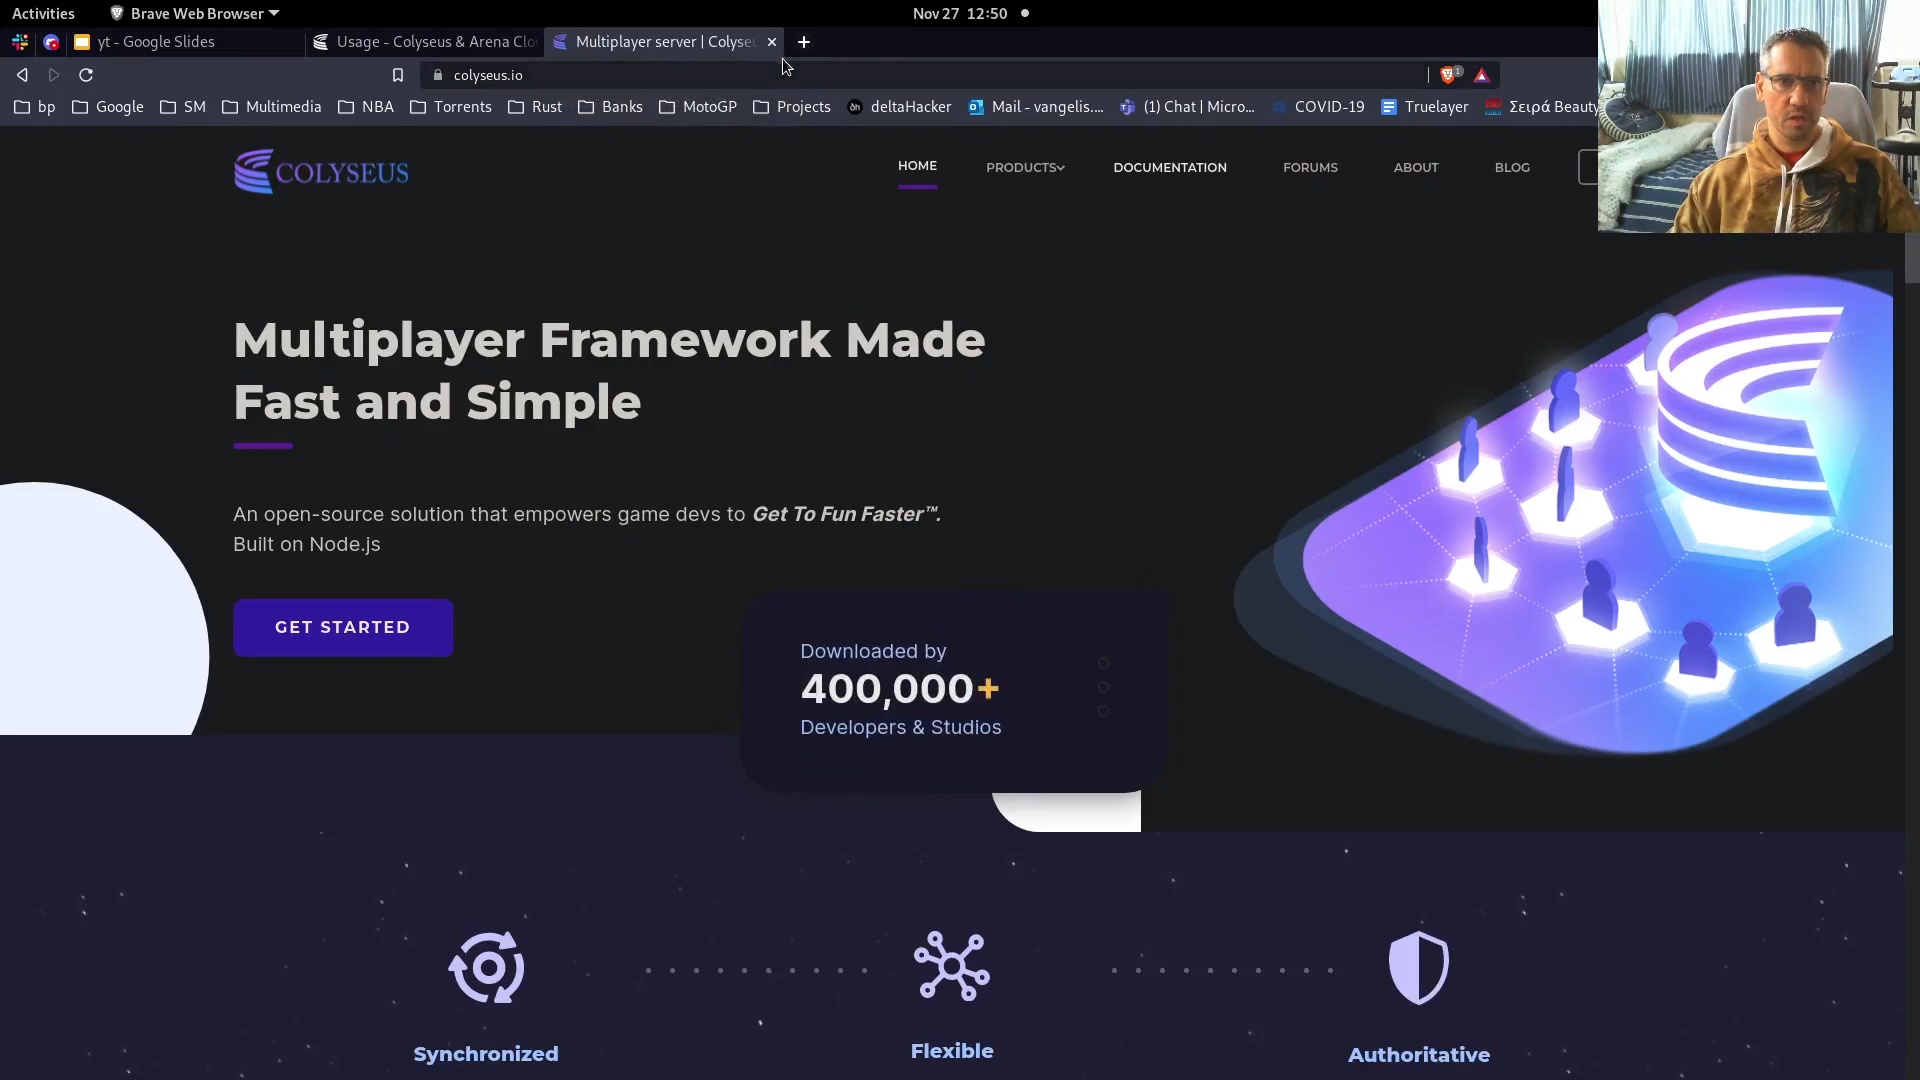 Activities
Brave Web Browser
Nov 27 12:50
yt - Google Slides
Usage - Colyseus & Arena Clo
Multiplayer server | Colyseu
colyseus.io
1
bp
Google
SM
Multimedia
NBA
Torrents
Rust
Banks
MotoGP
Projects
deltaHacker
Mail - vangelis....
(1) Chat | Micro...
COVID-19
Truelayer
Σειρά Beauty
COLYSEUS
HOME
PRODUCTS
DOCUMENTATION
FORUMS
ABOUT
BLOG
Multiplayer Framework Made
Fast and Simple
An open-source solution that empowers game devs to Get To Fun Faster™.
Built on Node.js
GET STARTED
Downloaded by
400,000+
Developers & Studios
Synchronized
Flexible
Authoritative